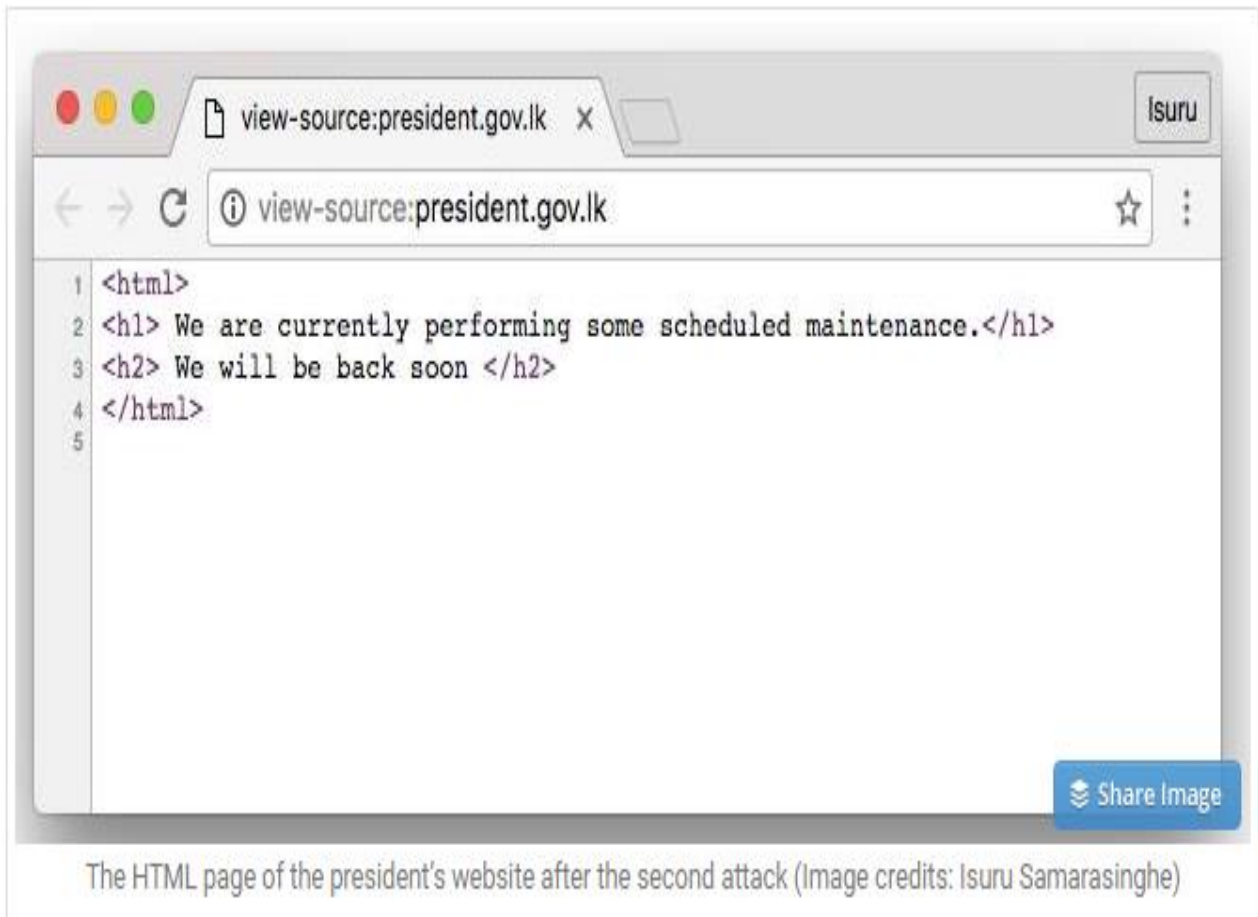 view-source:president.gov.lk ×
Isuru
view-source:president.gov.lk
1 <html>
2 <h1> We are currently performing some scheduled maintenance.</h1>
3 <h2> We will be back soon </h2>
4 </html>
5
Share Image
The HTML page of the president's website after the second attack (Image credits: Isuru Samarasinghe)